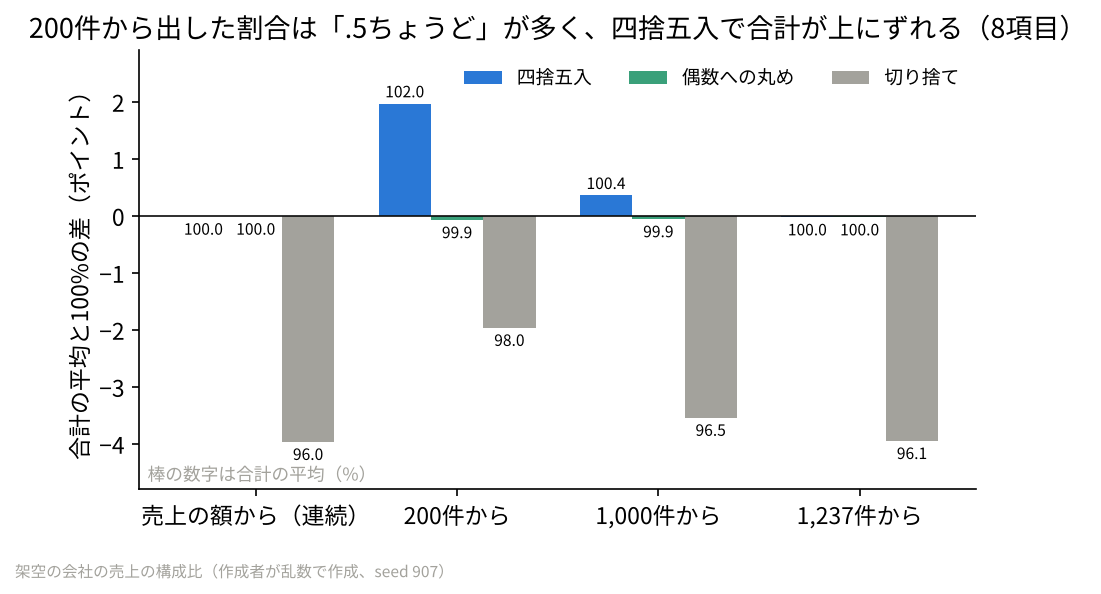 200件から出した割合は「.5ちょうど」が多く、四捨五入で合計が上にずれる（8項目）
四捨五入
偶数への丸め
切り捨て
合計の平均と100%の差（ポイント）
2
1
0
−1
−2
−3
−4
100.0
100.0
96.0
102.0
99.9
98.0
100.4
99.9
96.5
100.0
100.0
96.1
棒の数字は合計の平均（%）
売上の額から（連続）
200件から
1,000件から
1,237件から
架空の会社の売上の構成比（作成者が乱数で作成、seed 907）